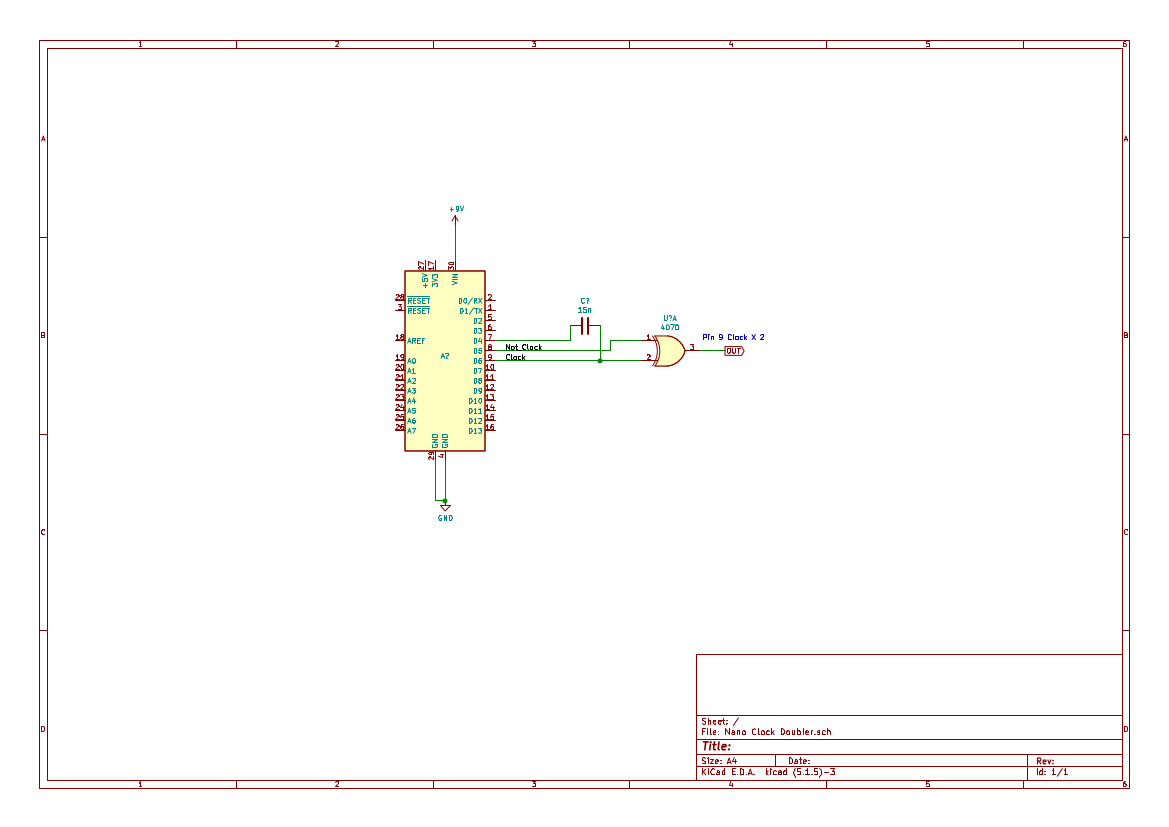 1 2 3 4 5 6
A A
+9V
27 17 30
+5V 3V3 VIN
28 RESET D0/RX 2
3 RESET D1/TX 1
D2 5
D3 6
18 AREF D4 7
D5 8
19 A0 D6 9
20 A1 D7 10
21 A2 D8 11
22 A3 D9 12
23 A4 D10 13
24 A5 D11 14
25 A6 D12 15
26 A7 D13 16
A?
GND GND
29 4
GND
C?
15n
Not Clock
Clock
U?A
4070
1
2
3
Pin 9 Clock X 2
OUT
B B
C C
D D
Sheet: /
File: Nano Clock Doubler.sch
Title:
Size: A4 Date: Rev:
KiCad E.D.A. kicad (5.1.5)-3 Id: 1/1
1 2 3 4 5 6